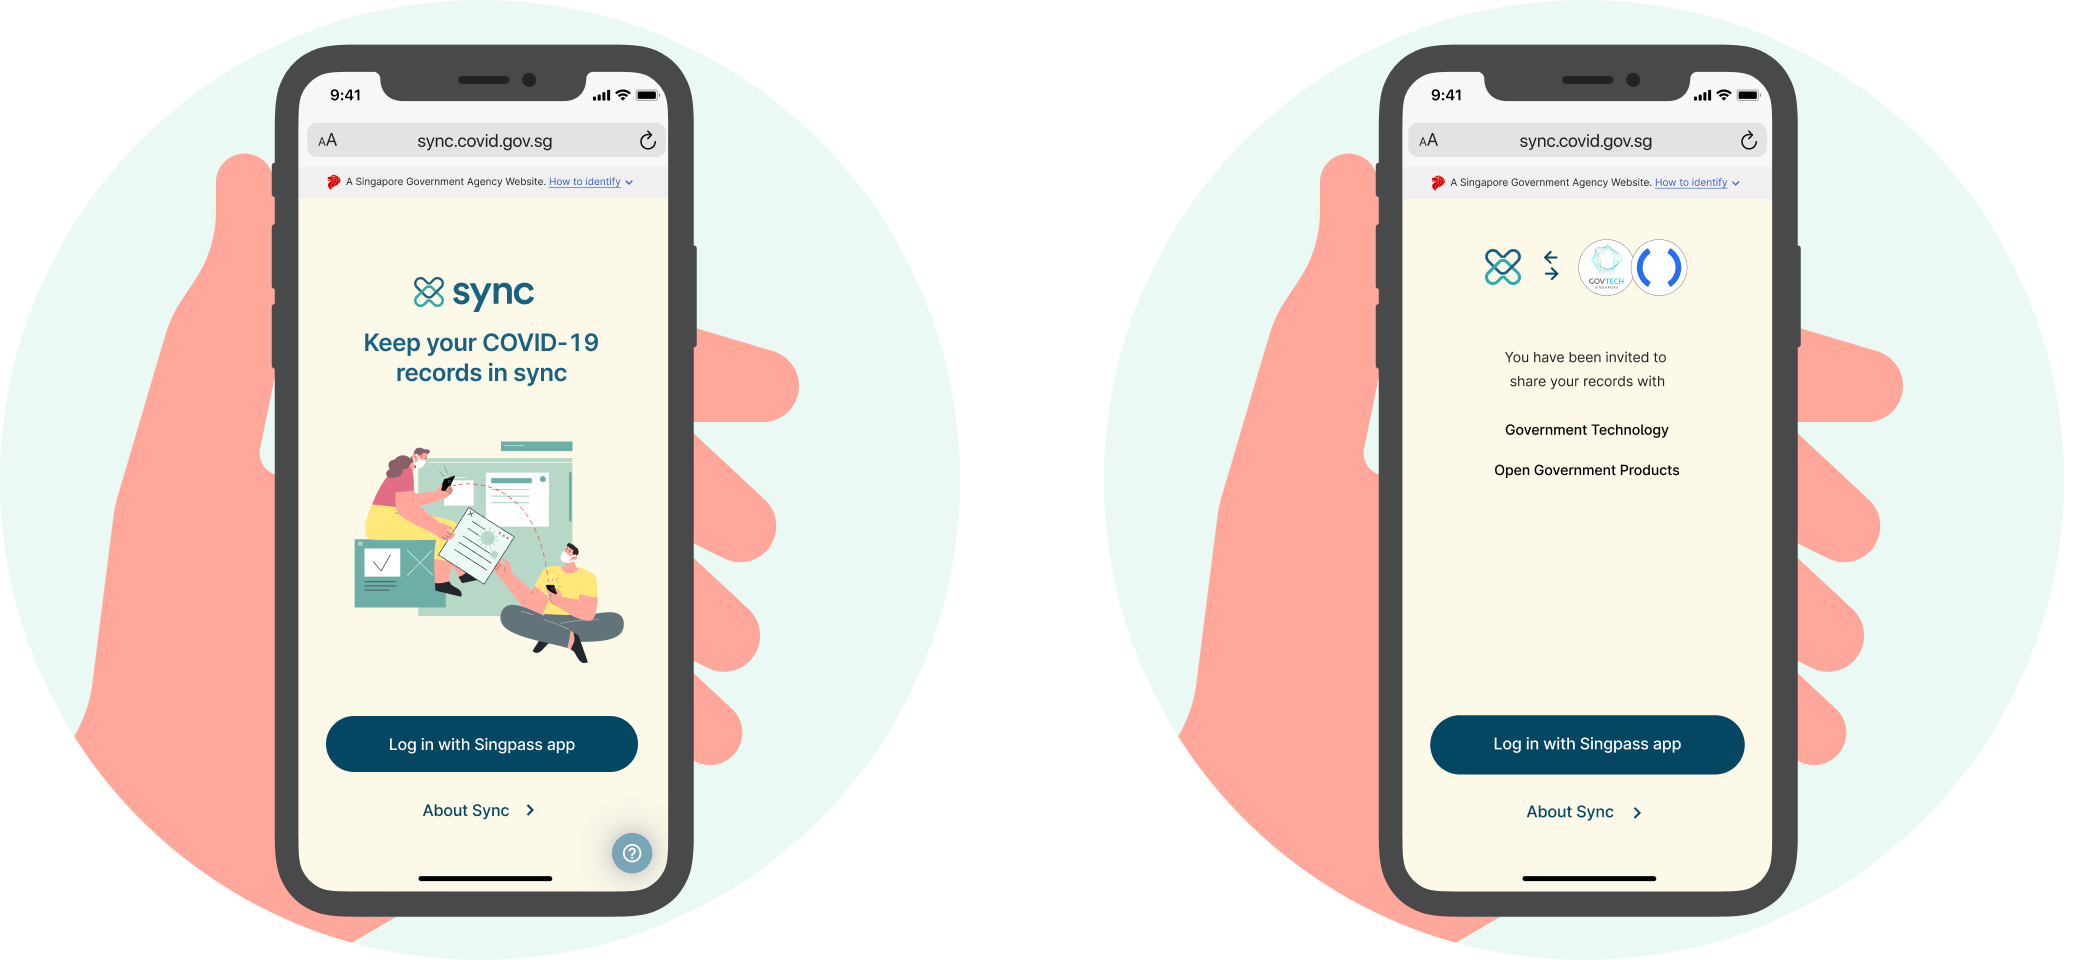 9:41
AA
sync.covid.gov.sg
A Singapore Government Agency Website. How to identify
sync
Keep your COVID-19
records in sync
Log in with Singpass app
About Sync
9:41
AA
sync.covid.gov.sg
A Singapore Government Agency Website. How to identify
GOVTECH
SINGAPORE
You have been invited to
share your records with
Government Technology
Open Government Products
Log in with Singpass app
About Sync